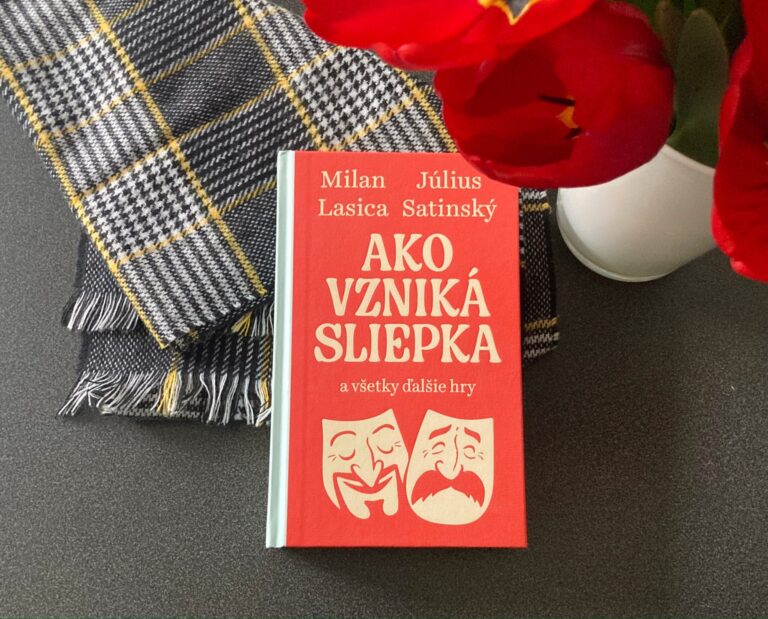 Milan Július
Lasica Satinský
AKO
VZNIKÁ
SLIEPKA
a všetky ďalšie hry